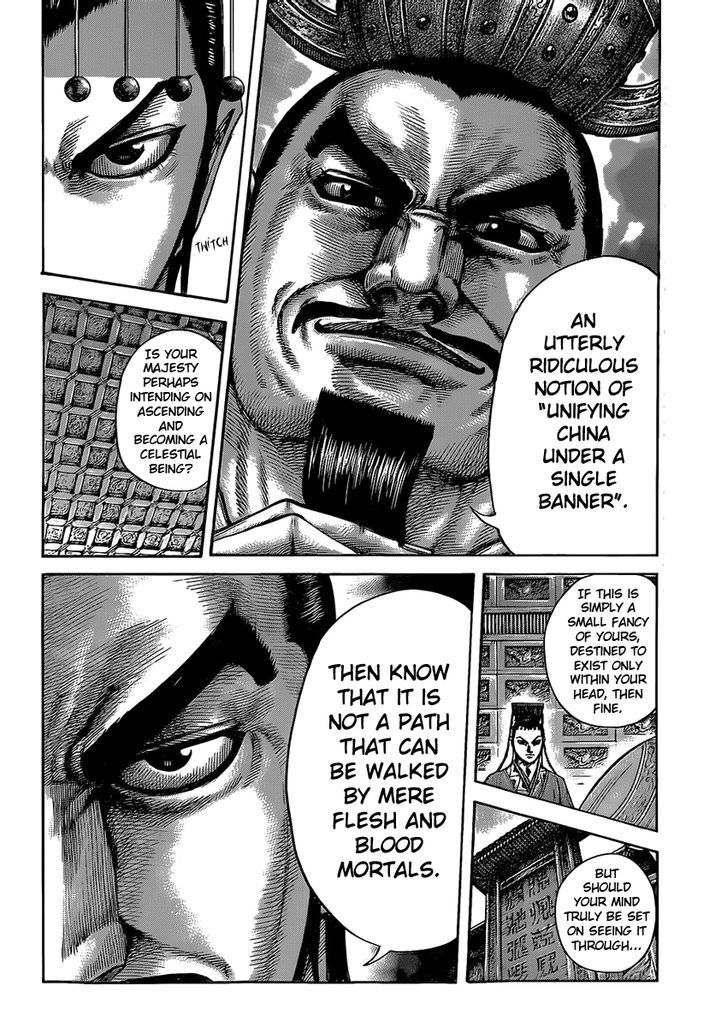 TWITCH
AN
UTTERLY
RIDICULOUS
NOTION OF
"UNIFYING
CHINA
UNDER A
SINGLE
BANNER".
IS YOUR
MAJESTY
PERHAPS
INTENDING ON
ASCENDING
AND
BECOMING A
CELESTIAL
BEING?
IF THIS IS
SIMPLY A
SMALL FANCY
OF YOURS,
DESTINED TO
EXIST ONLY
WITHIN YOUR
HEAD, THEN
FINE.
BUT
SHOULD
YOUR MIND
TRULY BE SET
ON SEEING IT
THROUGH...
THEN KNOW
THAT IT IS
NOT A PATH
THAT CAN
BE WALKED
BY MERE
FLESH AND
BLOOD
MORTALS.